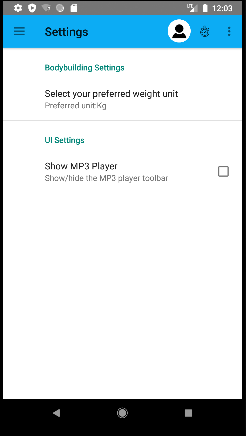 12:03
Settings
Bodybuilding Settings
Select your preferred weight unit
Preferred unit:Kg
UI Settings
Show MP3 Player
Show/hide the MP3 player toolbar